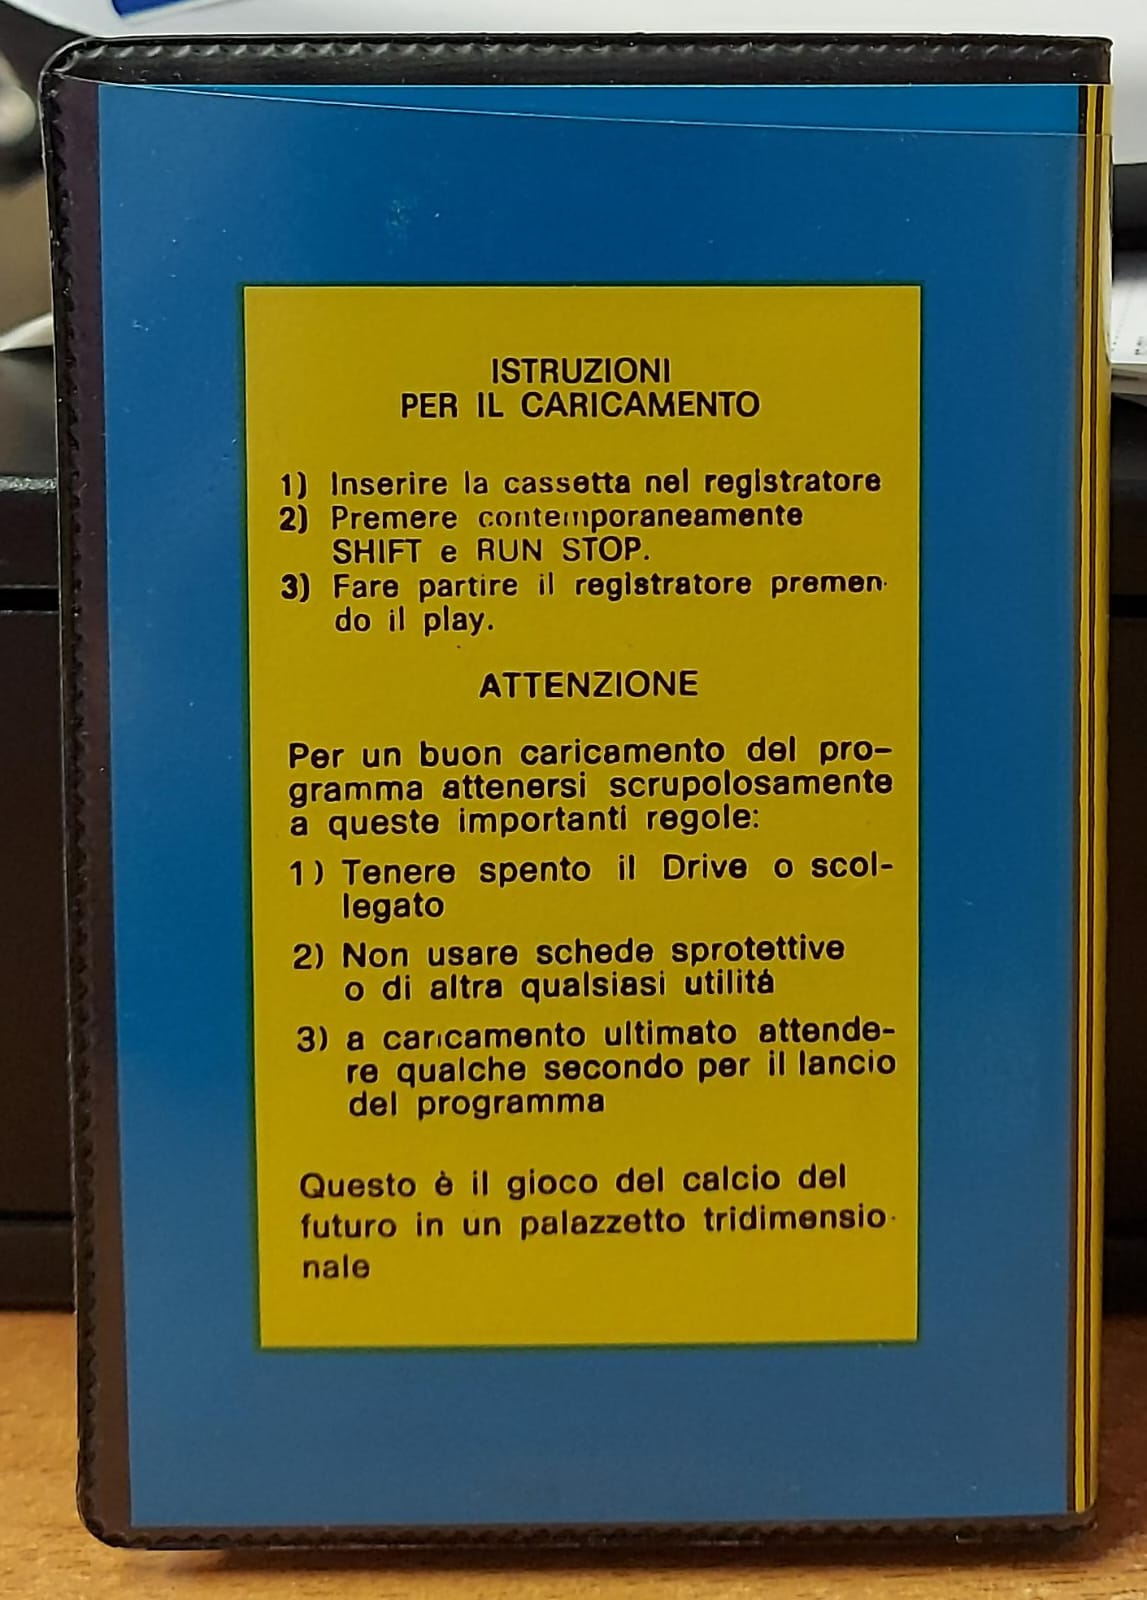 ISTRUZIONI
PER IL CARICAMENTO
1) Inserire la cassetta nel registratore
2) Premere contemporaneamente
SHIFT e RUN STOP.
3) Fare partire il registratore premen-
do il play.
ATTENZIONE
Per un buon caricamento del pro-
gramma attenersi scrupolosamente
a queste importanti regole:
1) Tenere spento il Drive o scol-
legato
2) Non usare schede sprotettive
o di altra qualsiasi utilitá
3) a caricamento ultimato attende-
re qualche secondo per il lancio
del programma
Questo è il gioco del calcio del
futuro in un palazzetto tridimensio-
nale